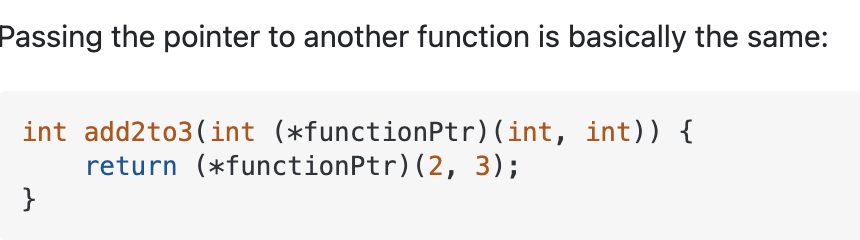 Passing the pointer to another function is basically the same:
int add2to3(int (*functionPtr)(int, int)) {
    return (*functionPtr)(2, 3);
}